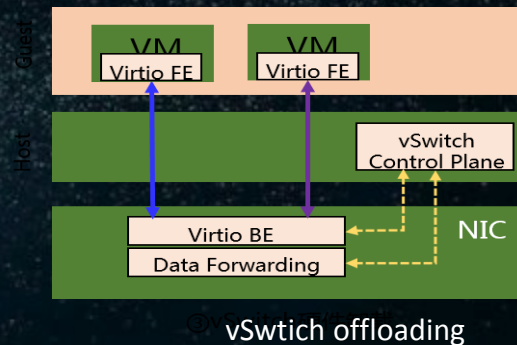 Guest
VM
VM
Virtio FE
Virtio FE
Host
vSwitch
Control Plane
NIC
Virtio BE
Data Forwarding
vSwtich offloading